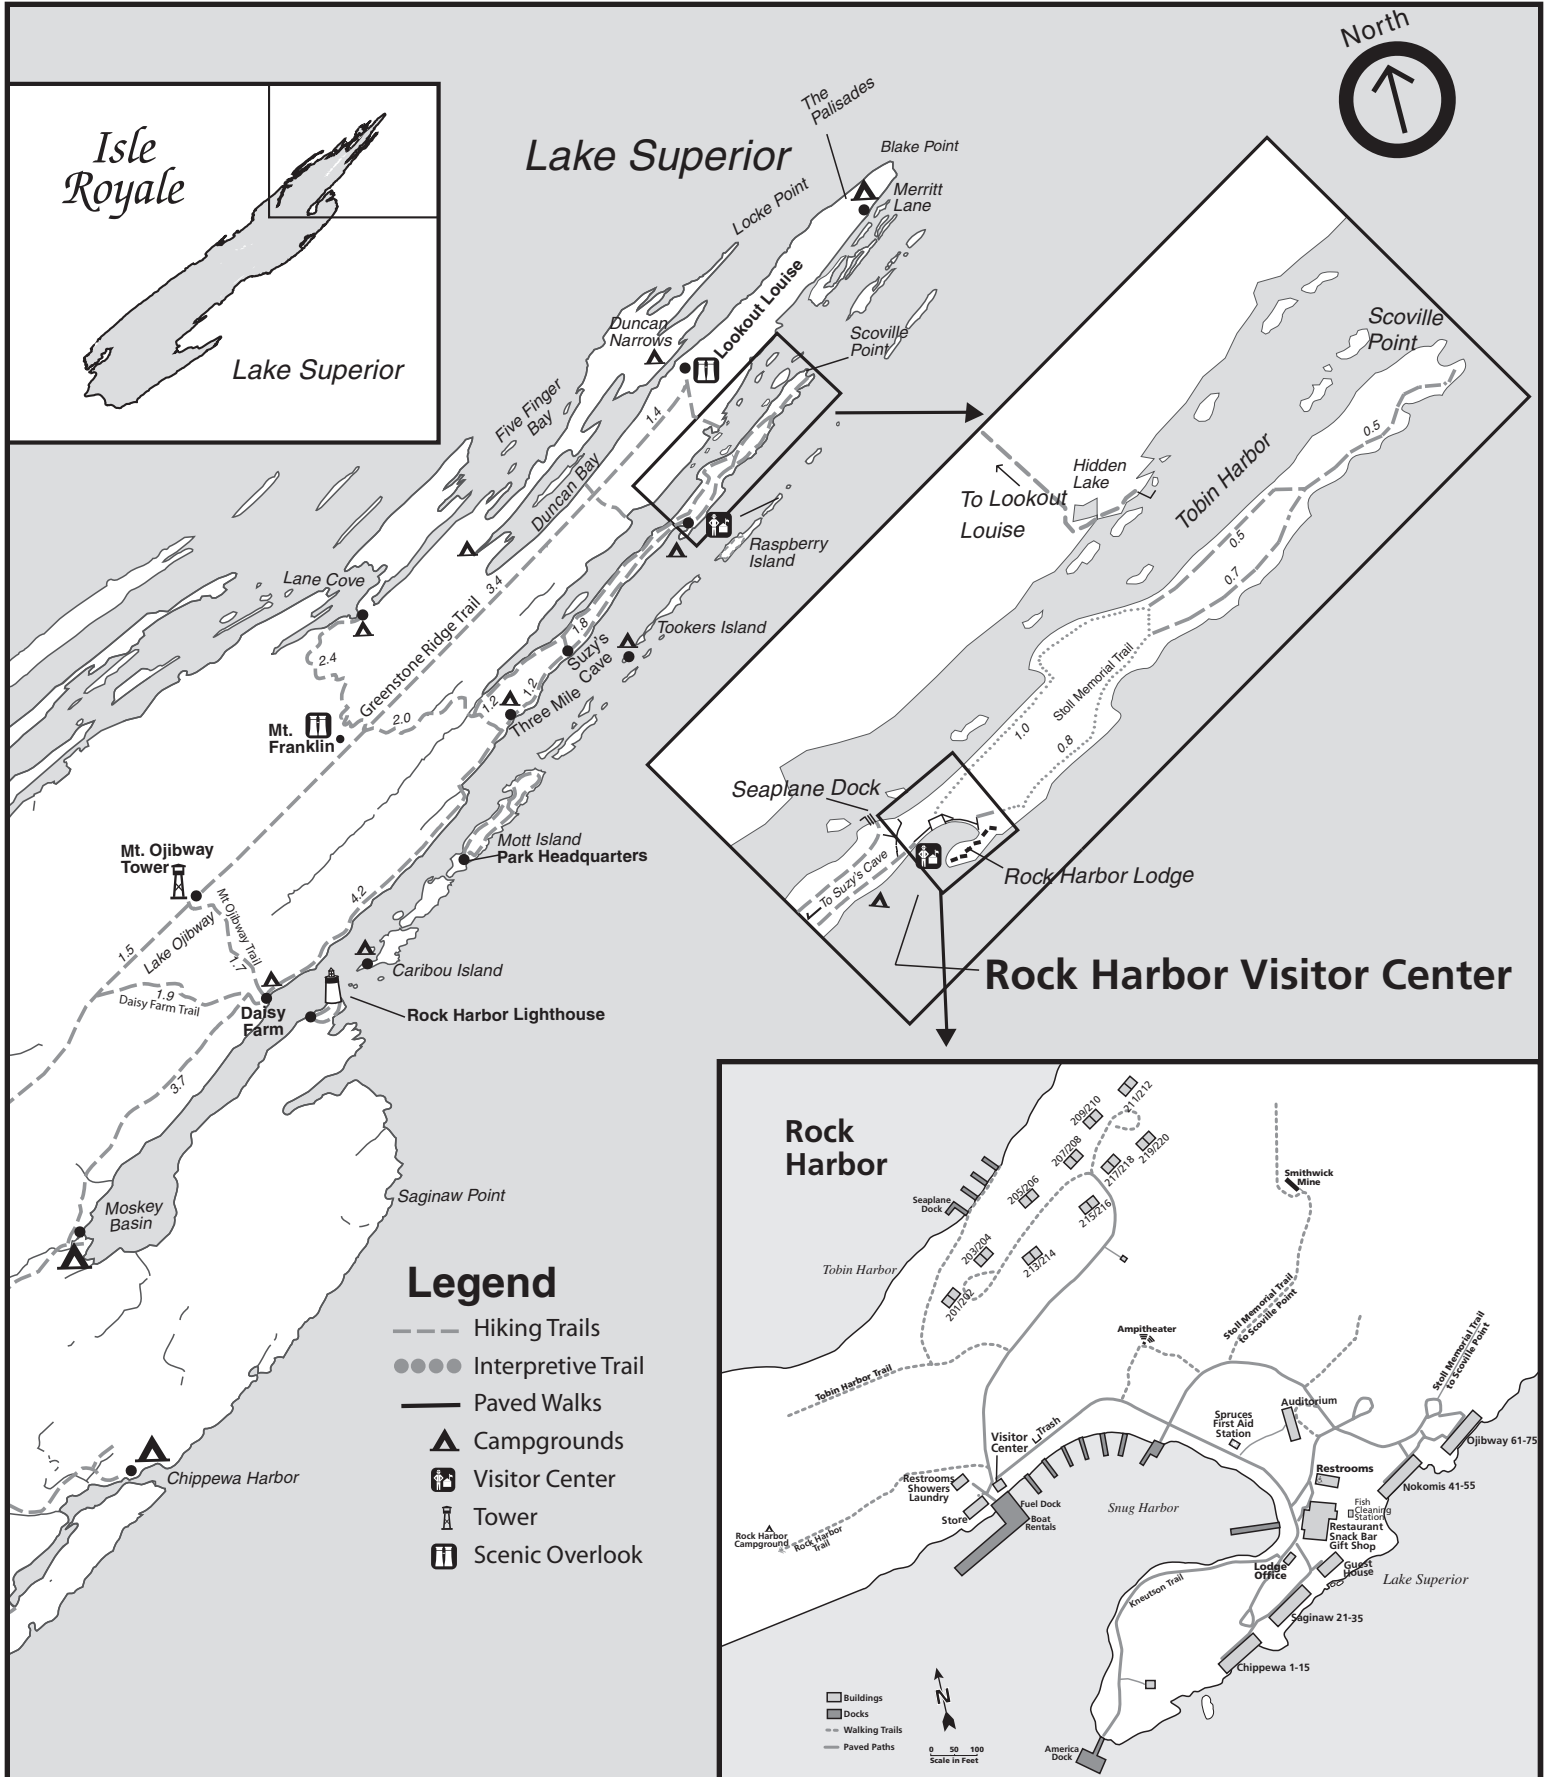 North
Isle
Royale
Lake Superior
Lake Superior
The
Palisades
Blake Point
Merritt
Lane
Locke Point
Lookout Louise
Duncan
Narrows
Scoville
Point
Five Finger
Bay
1.4
Duncan Bay
Raspberry
Island
Lane Cove
3.4
Greenstone Ridge Trail
2.4
1.8
Suzy's
Cave
Tookers Island
1.2
1.2
Three Mile
2.0
Mt.
Franklin
Mott Island
Park Headquarters
Mt. Ojibway
Tower
4.2
Mt Ojibway Trail
1.7
Lake Ojibway
1.5
1.9
Daisy Farm Trail
Daisy
Farm
Caribou Island
Rock Harbor Lighthouse
3.7
Moskey
Basin
Saginaw Point
Chippewa Harbor
Scoville
Point
0.5
Tobin Harbor
Hidden
Lake
To Lookout
Louise
0.5
0.7
Stoll Memorial Trail
1.0
0.8
Seaplane Dock
To Suzy's Cave
Rock Harbor Lodge
Rock Harbor Visitor Center
Legend
Hiking Trails
Interpretive Trail
Paved Walks
Campgrounds
Visitor Center
Tower
Scenic Overlook
Rock
Harbor
211/212
209/210
219/220
207/208
217/218
205/206
215/216
203/204
213/214
201/202
Seaplane
Dock
Tobin Harbor
Smithwick
Mine
Stoll Memorial Trail
to Scoville Point
Stoll Memorial Trail
to Scoville Point
Ampitheater
Tobin Harbor Trail
Auditorium
Spruces
First Aid
Station
Trash
Visitor
Center
Ojibway 61-75
Restrooms
Showers
Laundry
Restrooms
Nokomis 41-55
Store
Fuel Dock
Boat
Rentals
Snug Harbor
Fish
Cleaning
Station
Restaurant
Snack Bar
Gift Shop
Rock Harbor
Campground
Rock Harbor
Trail
Lodge
Office
Guest
House
Lake Superior
Kneutson Trail
Saginaw 21-35
Chippewa 1-15
N
Buildings
Docks
Walking Trails
Paved Paths
0 50 100
Scale in Feet
America
Dock